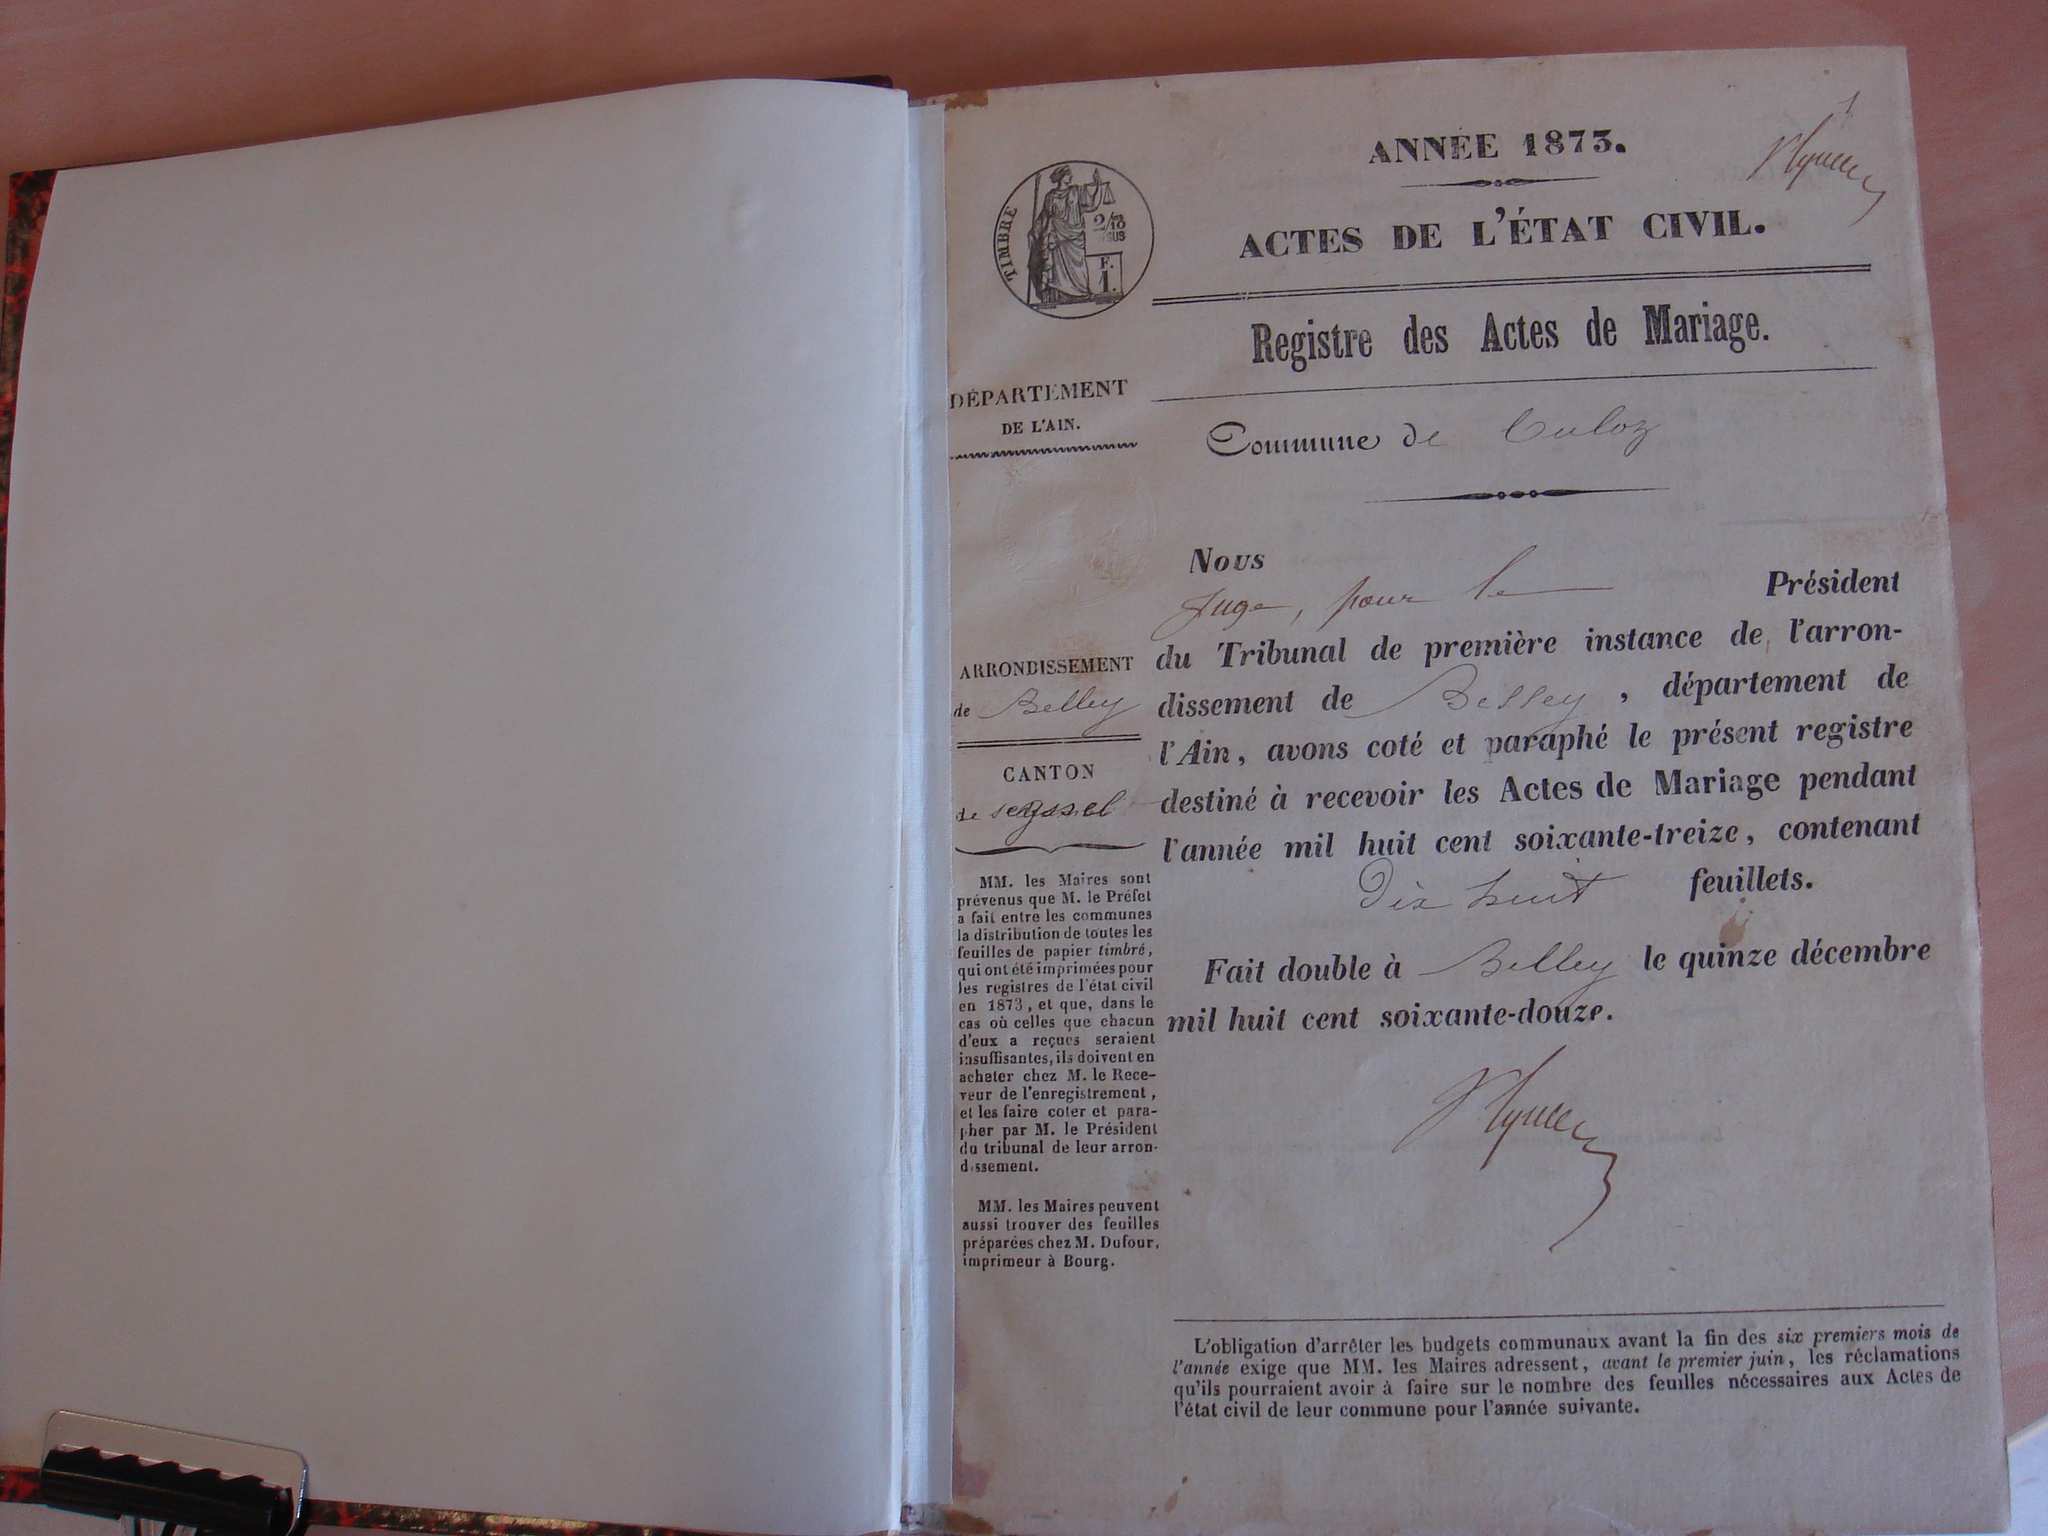 ANNÉE 1873.
1
TIMBRE
2/10
EN SUS
F.
1.
ACTES DE L'ÉTAT CIVIL.
Registre des Actes de Mariage.
DÉPARTEMENT
DE L'AIN.
Commune de Culoz
ARRONDISSEMENT
de Belley
CANTON
de seyssel
MM. les Maires sont
prévenus que M. le Préfet
a fait entre les communes
la distribution de toutes les
feuilles de papier timbré,
qui ont été imprimées pour
les registres de l'état civil
en 1873, et que, dans le
cas où celles que chacun
d'eux a reçues seraient
insuffisantes, ils doivent en
acheter chez M. le Rece-
veur de l'enregistrement,
et les faire coter et para-
pher par M. le Président
du tribunal de leur arron-
dissement.
MM. les Maires peuvent
aussi trouver des feuilles
préparées chez M. Dufour,
imprimeur à Bourg.
Nous
Juge, pour le Président
du Tribunal de première instance de l'arron-
dissement de Belley, département de
l'Ain, avons coté et paraphé le présent registre
destiné à recevoir les Actes de Mariage pendant
l'année mil huit cent soixante-treize, contenant
Dix huit feuillets.
Fait double à Belley le quinze décembre
mil huit cent soixante-douze.
L'obligation d'arrêter les budgets communaux avant la fin des six premiers mois de
l'année exige que MM. les Maires adressent, avant le premier juin, les réclamations
qu'ils pourraient avoir à faire sur le nombre des feuilles nécessaires aux Actes de
l'état civil de leur commune pour l'année suivante.